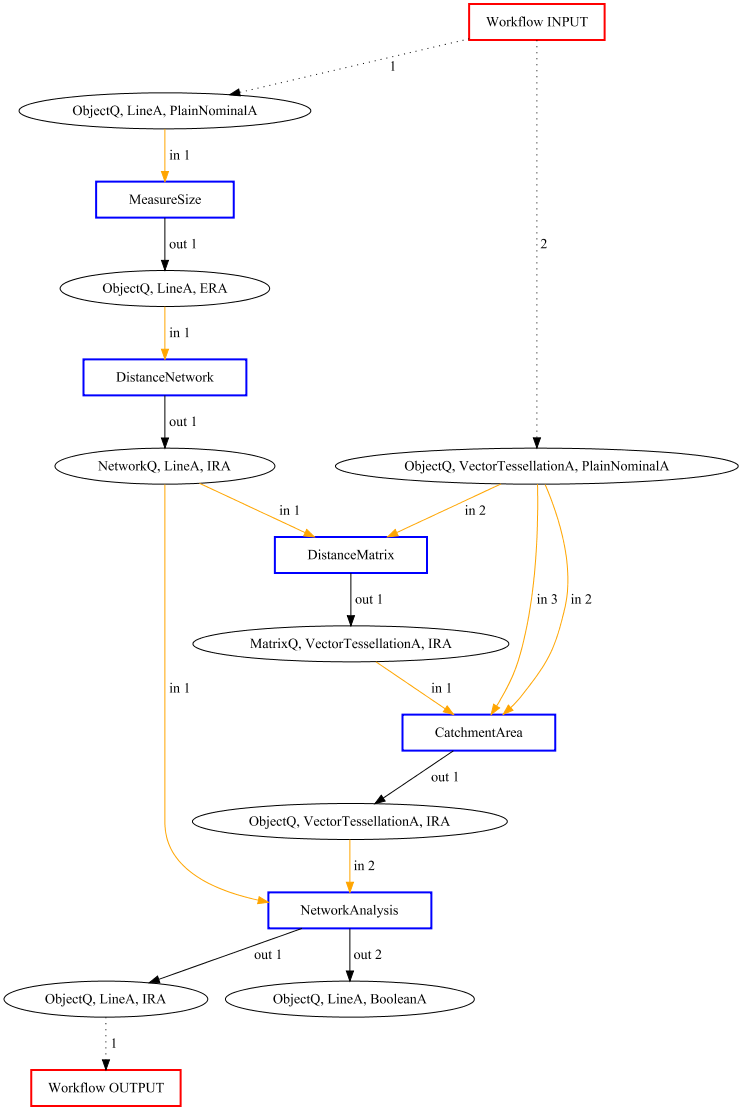 Workflow INPUT
1
ObjectQ, LineA, PlainNominalA
in 1
MeasureSize
out 1
2
ObjectQ, LineA, ERA
in 1
DistanceNetwork
out 1
NetworkQ, LineA, IRA
ObjectQ, VectorTessellationA, PlainNominalA
in 1
in 2
DistanceMatrix
out 1
in 3
in 2
MatrixQ, VectorTessellationA, IRA
in 1
in 1
CatchmentArea
out 1
ObjectQ, VectorTessellationA, IRA
in 2
NetworkAnalysis
out 1
out 2
ObjectQ, LineA, IRA
ObjectQ, LineA, BooleanA
1
Workflow OUTPUT